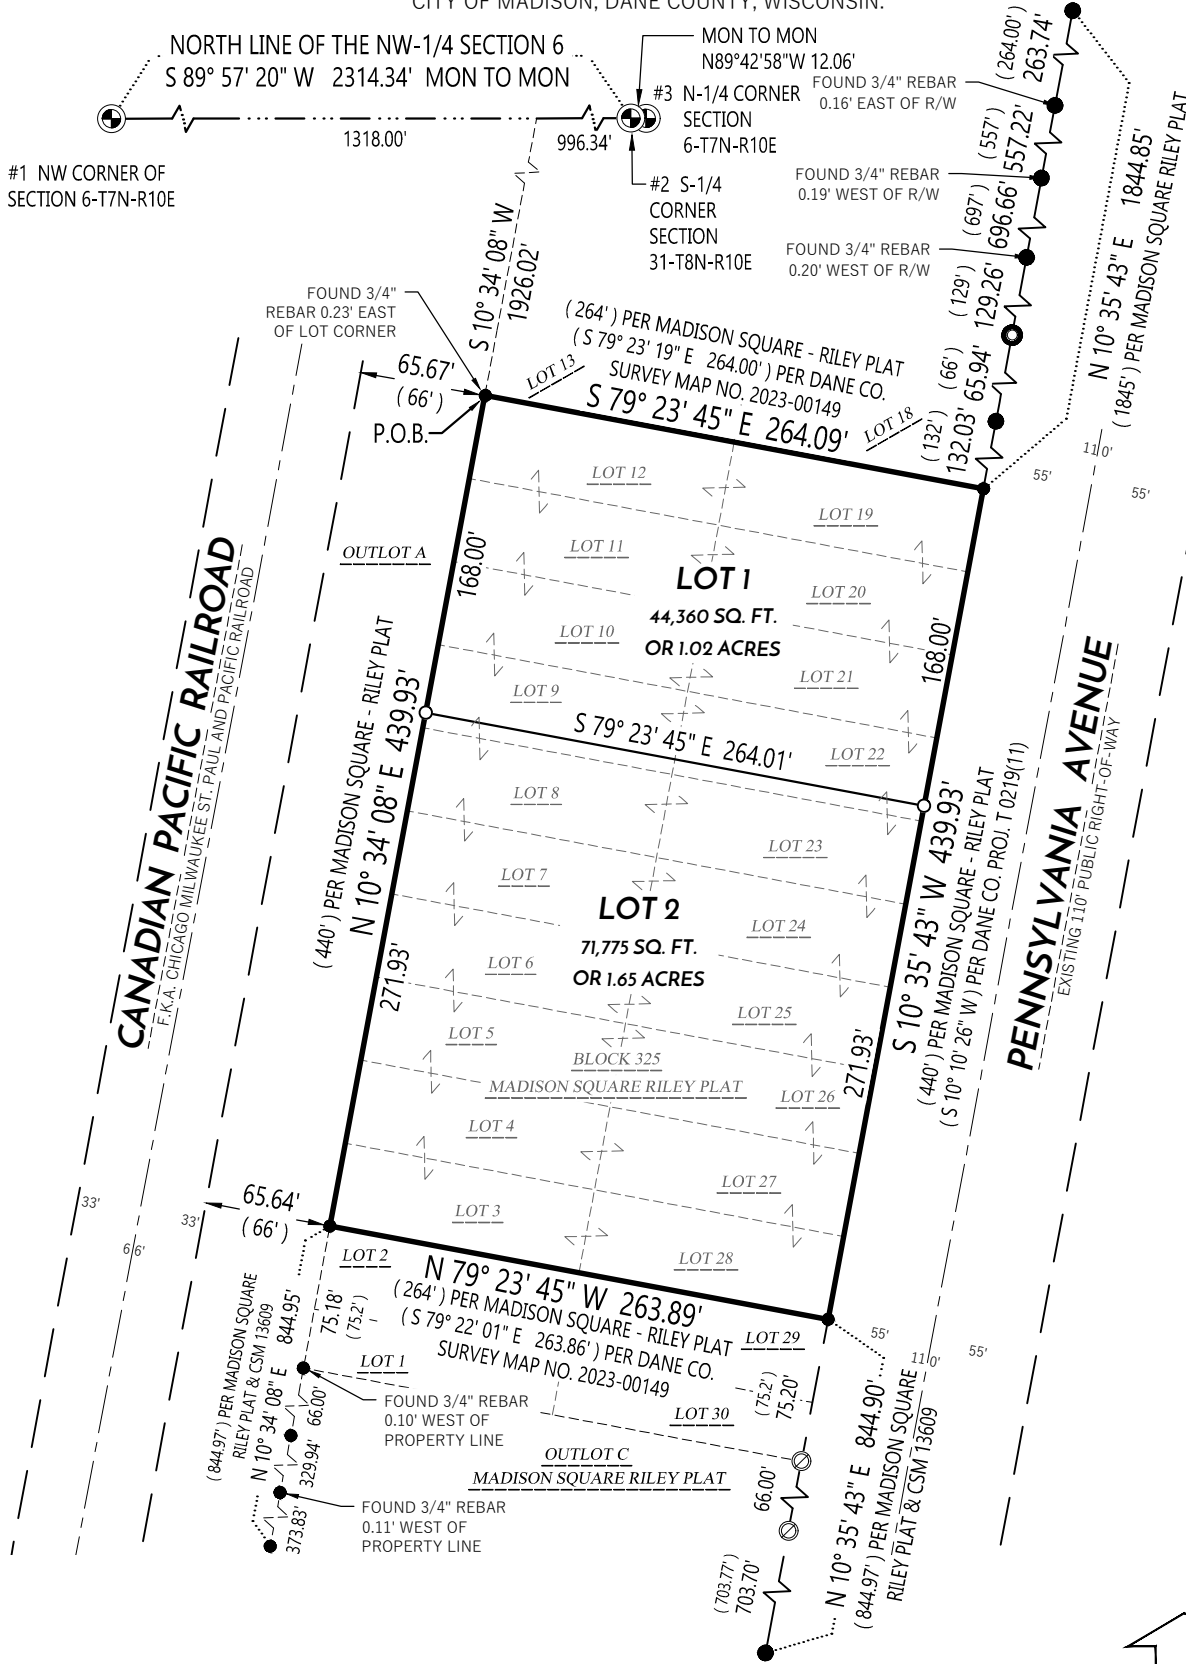 CITY OF MADISON, DANE COUNTY, WISCONSIN.
NORTH LINE OF THE NW-1/4 SECTION 6
S 89° 57' 20" W 2314.34' MON TO MON
1318.00'
996.34'
#1 NW CORNER OF
SECTION 6-T7N-R10E
MON TO MON
N89°42'58"W 12.06'
#3 N-1/4 CORNER
SECTION
6-T7N-R10E
#2 S-1/4
CORNER
SECTION
31-T8N-R10E
FOUND 3/4" REBAR
0.16' EAST OF R/W
FOUND 3/4" REBAR
0.19' WEST OF R/W
FOUND 3/4" REBAR
0.20' WEST OF R/W
(264.00')
263.74'
(557')
557.22'
(697')
696.66'
(129')
129.26'
(66')
65.94'
(132')
132.03'
N 10° 35' 43" E 1844.85'
(1845') PER MADISON SQUARE RILEY PLAT
S 10° 34' 08" W
1926.02'
FOUND 3/4"
REBAR 0.23' EAST
OF LOT CORNER
65.67'
(66')
P.O.B.
LOT 13
(264') PER MADISON SQUARE - RILEY PLAT
(S 79° 23' 19" E 264.00') PER DANE CO.
SURVEY MAP NO. 2023-00149
S 79° 23' 45" E 264.09'
LOT 18
110'
55'
55'
LOT 12
LOT 19
OUTLOT A
168.00'
LOT 11
LOT 1
44,360 SQ. FT.
OR 1.02 ACRES
LOT 20
LOT 10
168.00'
LOT 21
LOT 9
S 79° 23' 45" E 264.01'
LOT 22
CANADIAN PACIFIC RAILROAD
F.K.A. CHICAGO MILWAUKEE ST. PAUL AND PACIFIC RAILROAD
(440') PER MADISON SQUARE - RILEY PLAT
N 10° 34' 08" E 439.93'
LOT 8
LOT 23
LOT 7
LOT 2
71,775 SQ. FT.
OR 1.65 ACRES
LOT 24
LOT 6
271.93'
LOT 25
LOT 5
BLOCK 325
MADISON SQUARE RILEY PLAT
271.93'
LOT 26
LOT 4
LOT 27
LOT 3
LOT 28
S 10° 35' 43" W 439.93'
(440') PER MADISON SQUARE - RILEY PLAT
(S 10° 10' 26" W) PER DANE CO. PROJ. T 0219(11)
PENNSYLVANIA AVENUE
EXISTING 110' PUBLIC RIGHT-OF-WAY
33'
33'
66'
65.64'
(66')
LOT 2
N 79° 23' 45" W 263.89'
(264') PER MADISON SQUARE - RILEY PLAT
(S 79° 22' 01" E 263.86') PER DANE CO.
SURVEY MAP NO. 2023-00149
LOT 29
55'
110'
55'
(844.97') PER MADISON SQUARE
RILEY PLAT & CSM 13609
N 10° 34' 08" E 844.95'
75.18'
(75.2')
LOT 1
66.00'
329.94'
373.83'
FOUND 3/4" REBAR
0.10' WEST OF
PROPERTY LINE
FOUND 3/4" REBAR
0.11' WEST OF
PROPERTY LINE
LOT 30
(75.2')
75.20'
OUTLOT C
MADISON SQUARE RILEY PLAT
66.00'
(703.77')
703.70'
N 10° 35' 43" E 844.90'
(844.97') PER MADISON SQUARE
RILEY PLAT & CSM 13609